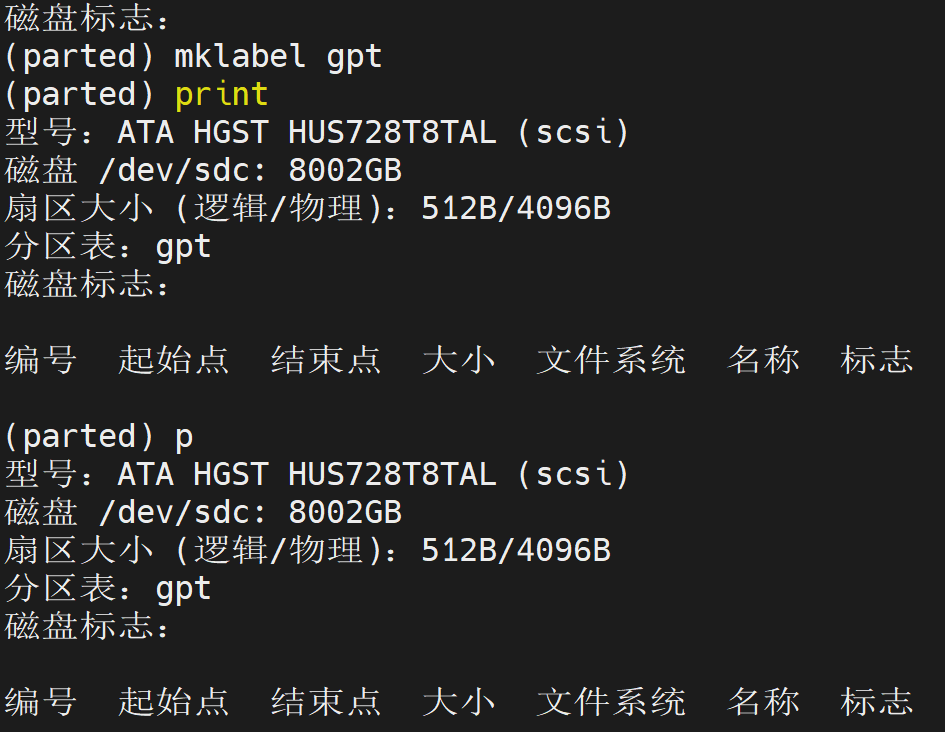 磁盘标志：
(parted) mklabel gpt
(parted) print
型号：ATA HGST HUS728T8TAL (scsi)
磁盘 /dev/sdc: 8002GB
扇区大小 (逻辑/物理)：512B/4096B
分区表：gpt
磁盘标志：
编号  起始点  结束点  大小  文件系统  名称  标志
(parted) p
型号：ATA HGST HUS728T8TAL (scsi)
磁盘 /dev/sdc: 8002GB
扇区大小 (逻辑/物理)：512B/4096B
分区表：gpt
磁盘标志：
编号  起始点  结束点  大小  文件系统  名称  标志